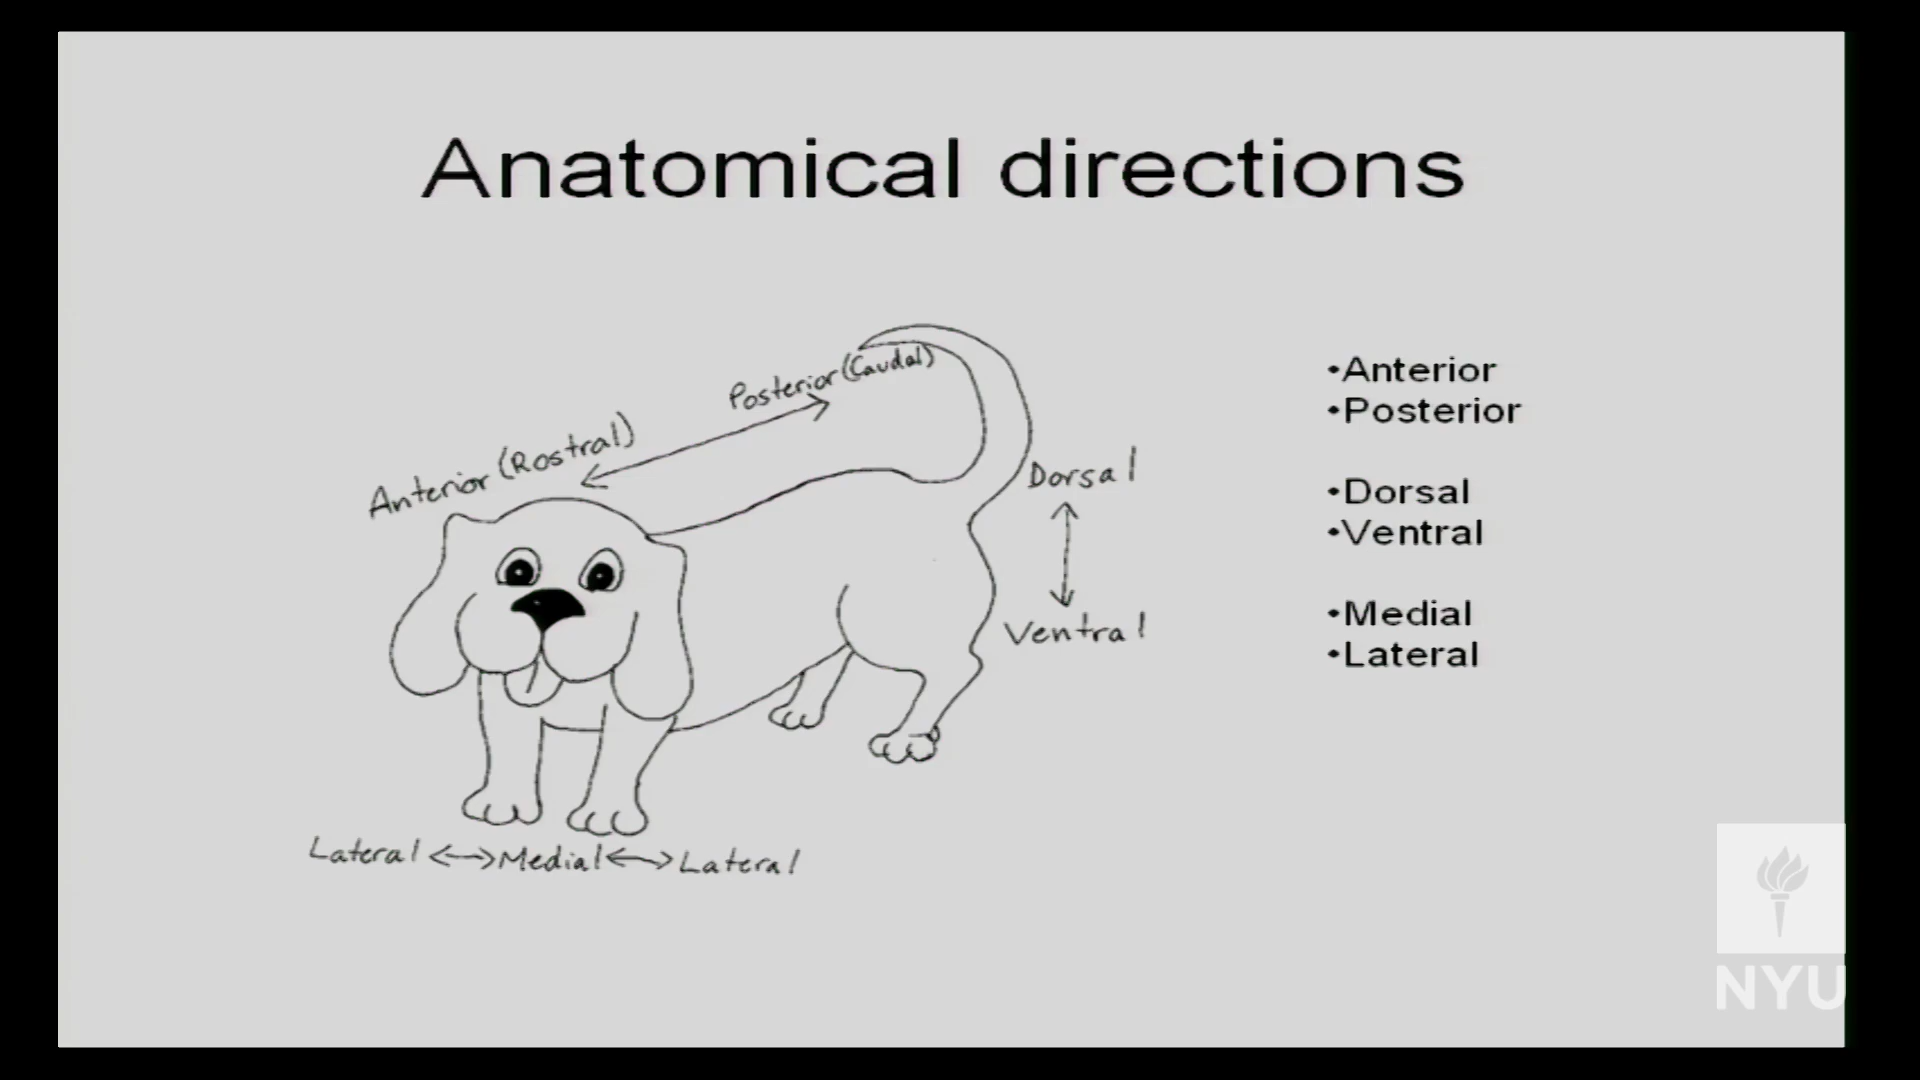 Anatomical directions
Posterior (Caudal)
Anterior (Rostral)
Dorsal
Ventral
Lateral Medial Lateral
•Anterior
•Posterior
•Dorsal
•Ventral
•Medial
•Lateral
NYU